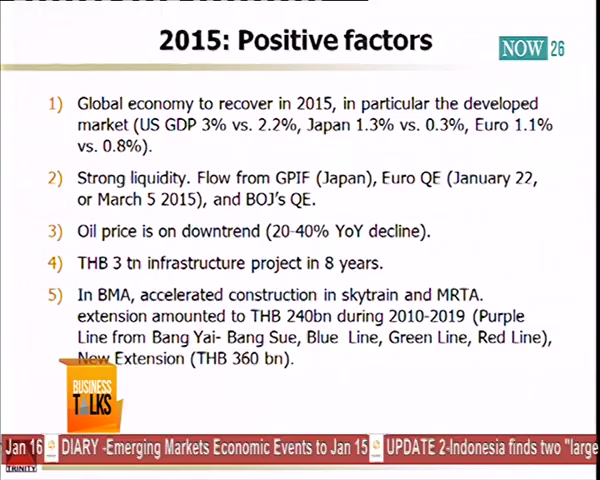 2015: Positive factors
NOW 26
1) Global economy to recover in 2015, in particular the developed
market (US GDP 3% vs. 2.2%, Japan 1.3% vs. 0.3%, Euro 1.1%
vs. 0.8%).
2) Strong liquidity. Flow from GPIF (Japan), Euro QE (January 22,
or March 5 2015), and BOJ's QE.
3) Oil price is on downtrend (20-40% YoY decline).
4) THB 3 tn infrastructure project in 8 years.
5) In BMA, accelerated construction in skytrain and MRTA.
extension amounted to THB 240bn during 2010-2019 (Purple
Line from Bang Yai- Bang Sue, Blue Line, Green Line, Red Line),
New Extension (THB 360 bn).
BUSINESS
TALKS
Jan 16 DIARY -Emerging Markets Economic Events to Jan 15 UPDATE 2-Indonesia finds two "large
TRINITY